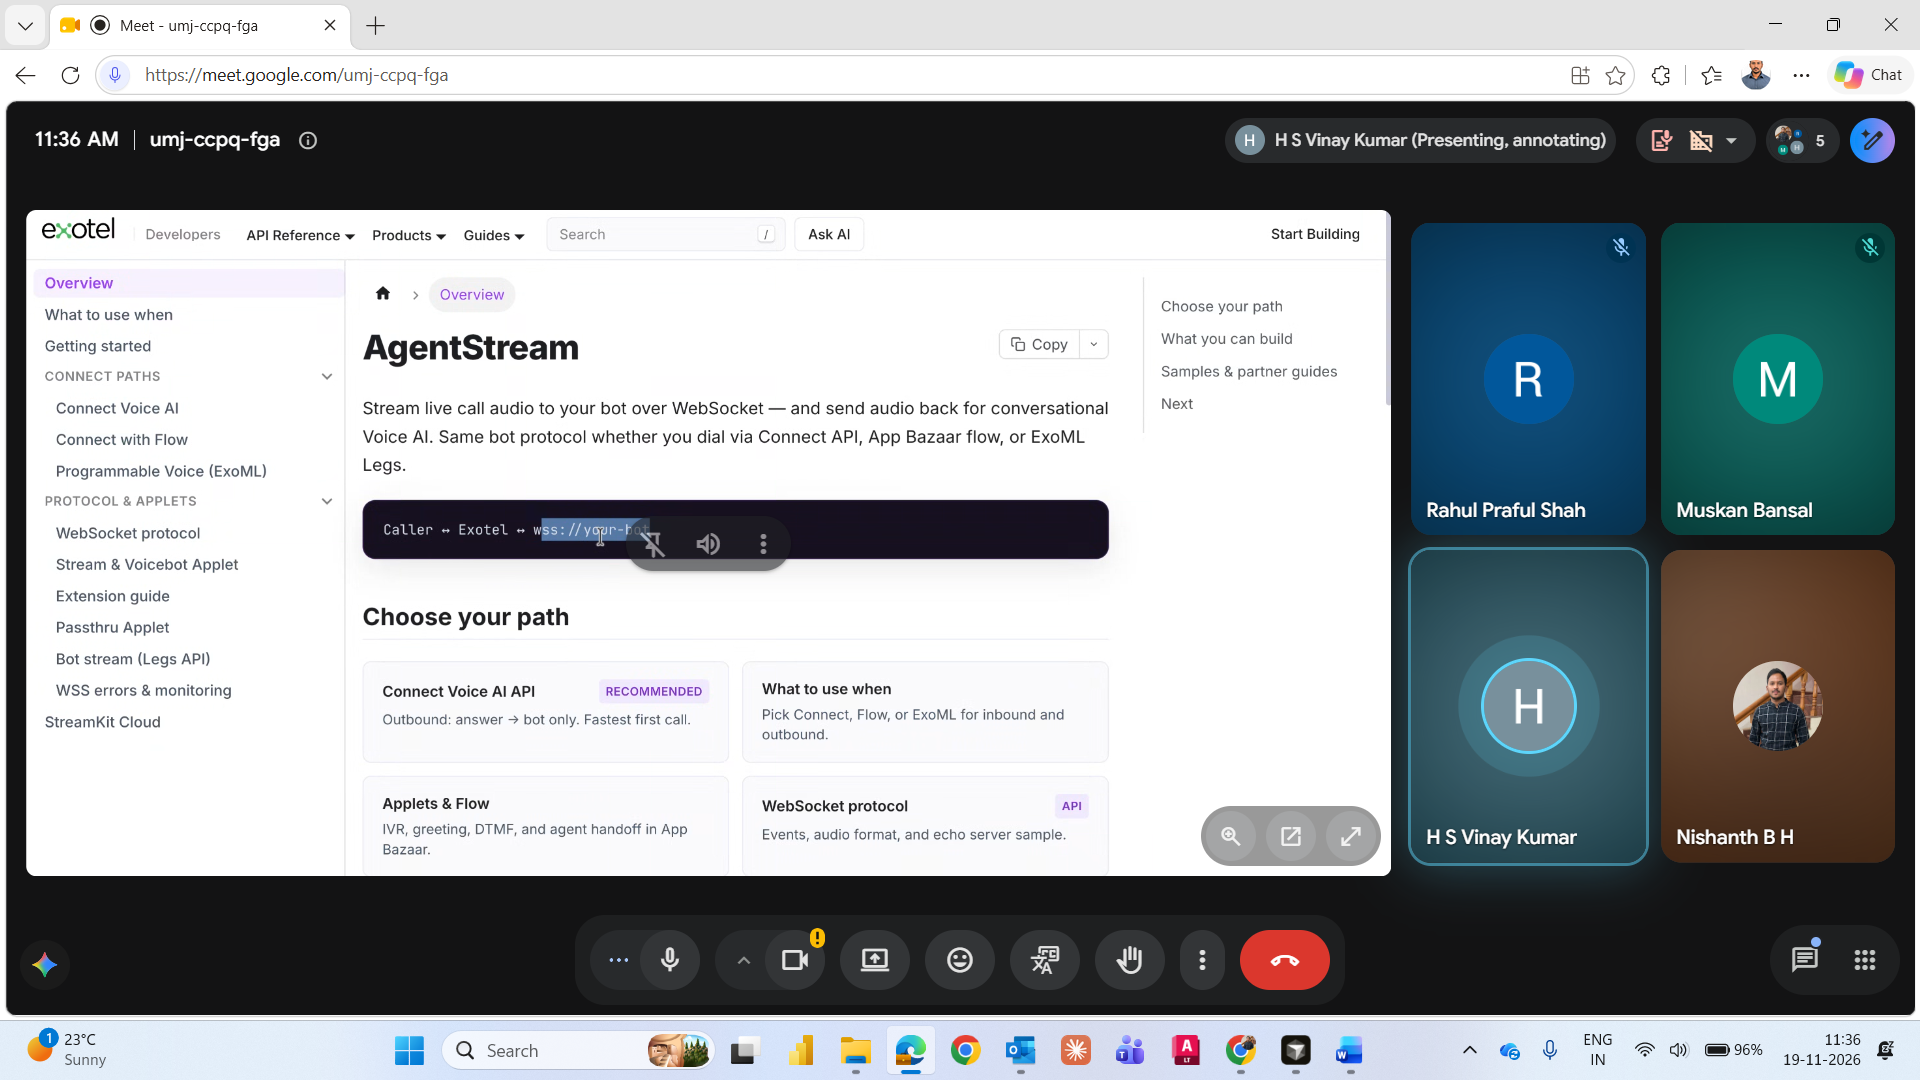 Meet - umj-ccpq-fga
https://meet.google.com/umj-ccpq-fga
Chat
11:36 AM
umj-ccpq-fga
H
H S Vinay Kumar (Presenting, annotating)
5
exotel
Developers
API Reference
Products
Guides
Search
/
Ask AI
Start Building
Overview
What to use when
Getting started
CONNECT PATHS
Connect Voice AI
Connect with Flow
Programmable Voice (ExoML)
PROTOCOL & APPLETS
WebSocket protocol
Stream & Voicebot Applet
Extension guide
Passthru Applet
Bot stream (Legs API)
WSS errors & monitoring
StreamKit Cloud
Overview
AgentStream
Copy
Stream live call audio to your bot over WebSocket — and send audio back for conversational
Voice AI. Same bot protocol whether you dial via Connect API, App Bazaar flow, or ExoML
Legs.
Caller ↔ Exotel ↔ wss://your-bot
Choose your path
Connect Voice AI API
RECOMMENDED
Outbound: answer → bot only. Fastest first call.
What to use when
Pick Connect, Flow, or ExoML for inbound and
outbound.
Applets & Flow
IVR, greeting, DTMF, and agent handoff in App
Bazaar.
WebSocket protocol
API
Events, audio format, and echo server sample.
Choose your path
What you can build
Samples & partner guides
Next
R
Rahul Praful Shah
M
Muskan Bansal
H
H S Vinay Kumar
Nishanth B H
1
23°C
Sunny
Search
ENG
IN
96%
11:36
19-11-2026